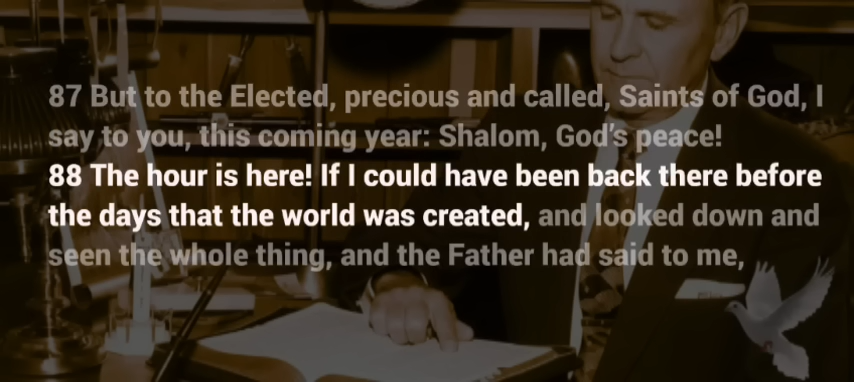 87 But to the Elected, precious and called, Saints of God, I
say to you, this coming year: Shalom, God's peace!
88 The hour is here! If I could have been back there before
the days that the world was created, and looked down and
seen the whole thing, and the Father had said to me,